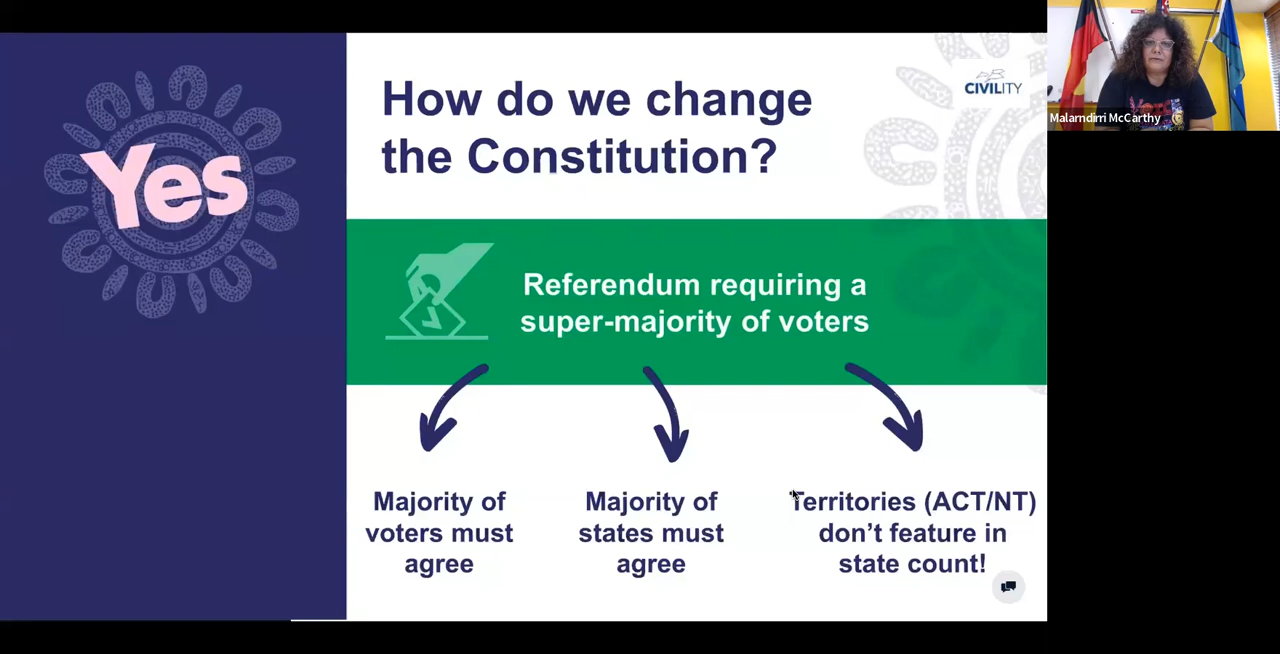 Yes
How do we change
the Constitution?
CIVILITY
Malarndirri McCarthy
Referendum requiring a
super-majority of voters
Majority of
voters must
agree
Majority of
states must
agree
Territories (ACT/NT)
don't feature in
state count!